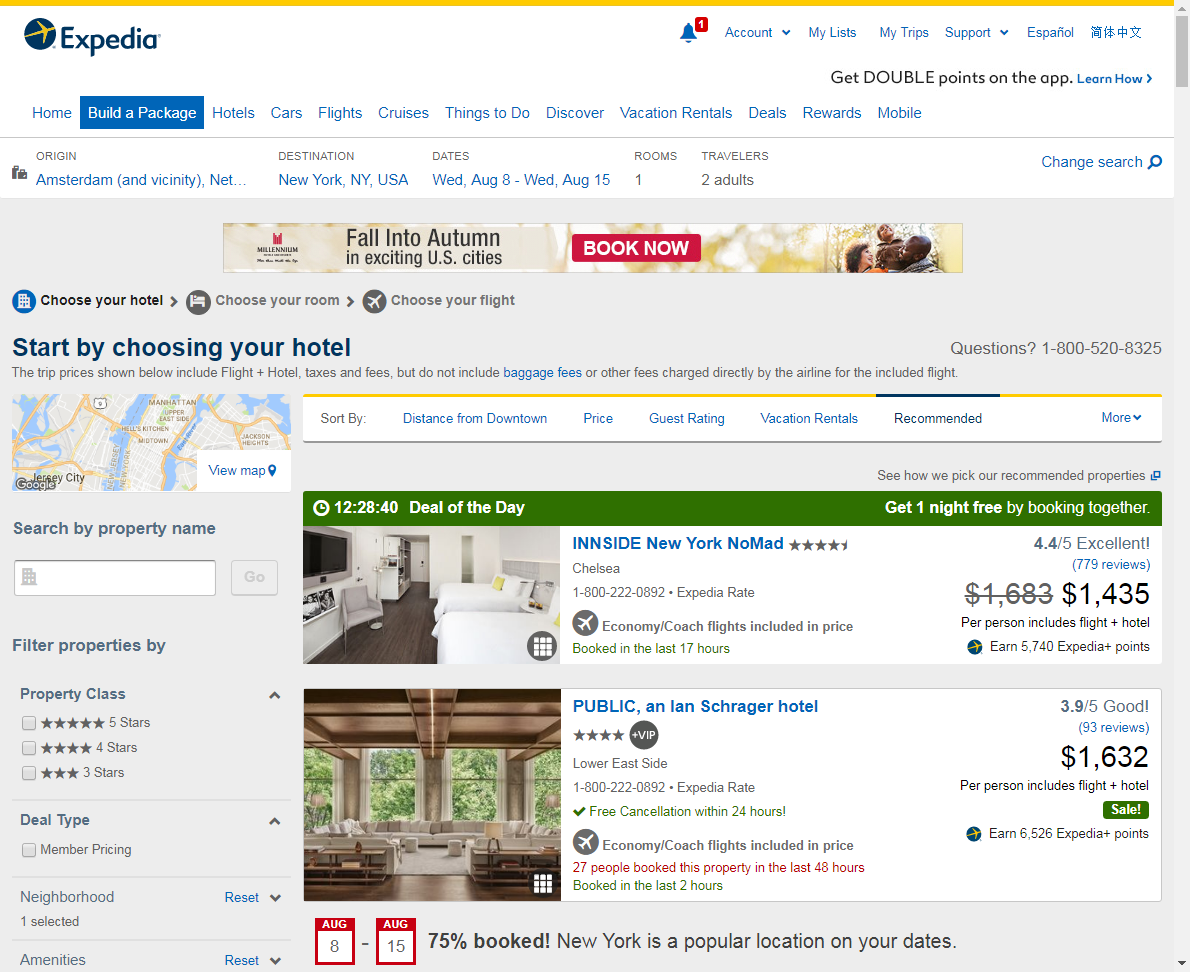 Expedia
1
Account
My Lists
My Trips
Support
Español
简体中文
Get DOUBLE points on the app. Learn How
Home
Build a Package
Hotels
Cars
Flights
Cruises
Things to Do
Discover
Vacation Rentals
Deals
Rewards
Mobile
ORIGIN
Amsterdam (and vicinity), Net...
DESTINATION
New York, NY, USA
DATES
Wed, Aug 8 - Wed, Aug 15
ROOMS
1
TRAVELERS
2 adults
Change search
MILLENNIUM
Fall Into Autumn
in exciting U.S. cities
BOOK NOW
Choose your hotel
Choose your room
Choose your flight
Start by choosing your hotel
Questions? 1-800-520-8325
The trip prices shown below include Flight + Hotel, taxes and fees, but do not include baggage fees or other fees charged directly by the airline for the included flight.
9
MANHATTAN
UPPER
EAST SIDE
HELL'S KITCHEN
MIDTOWN
JACKSON
HEIGHTS
NEW JERSEY
NEW YORK
East River
Jersey City
Google
View map
Search by property name
Go
Filter properties by
Property Class
5 Stars
4 Stars
3 Stars
Deal Type
Member Pricing
Neighborhood
Reset
1 selected
Amenities
Reset
Sort By:
Distance from Downtown
Price
Guest Rating
Vacation Rentals
Recommended
More
See how we pick our recommended properties
12:28:40 Deal of the Day
Get 1 night free by booking together.
INNSIDE New York NoMad
Chelsea
1-800-222-0892 • Expedia Rate
Economy/Coach flights included in price
Booked in the last 17 hours
4.4/5 Excellent!
(779 reviews)
$1,683 $1,435
Per person includes flight + hotel
Earn 5,740 Expedia+ points
PUBLIC, an Ian Schrager hotel
+VIP
Lower East Side
1-800-222-0892 • Expedia Rate
Free Cancellation within 24 hours!
Economy/Coach flights included in price
27 people booked this property in the last 48 hours
Booked in the last 2 hours
3.9/5 Good!
(93 reviews)
$1,632
Per person includes flight + hotel
Sale!
Earn 6,526 Expedia+ points
AUG
8
-
AUG
15
75% booked! New York is a popular location on your dates.